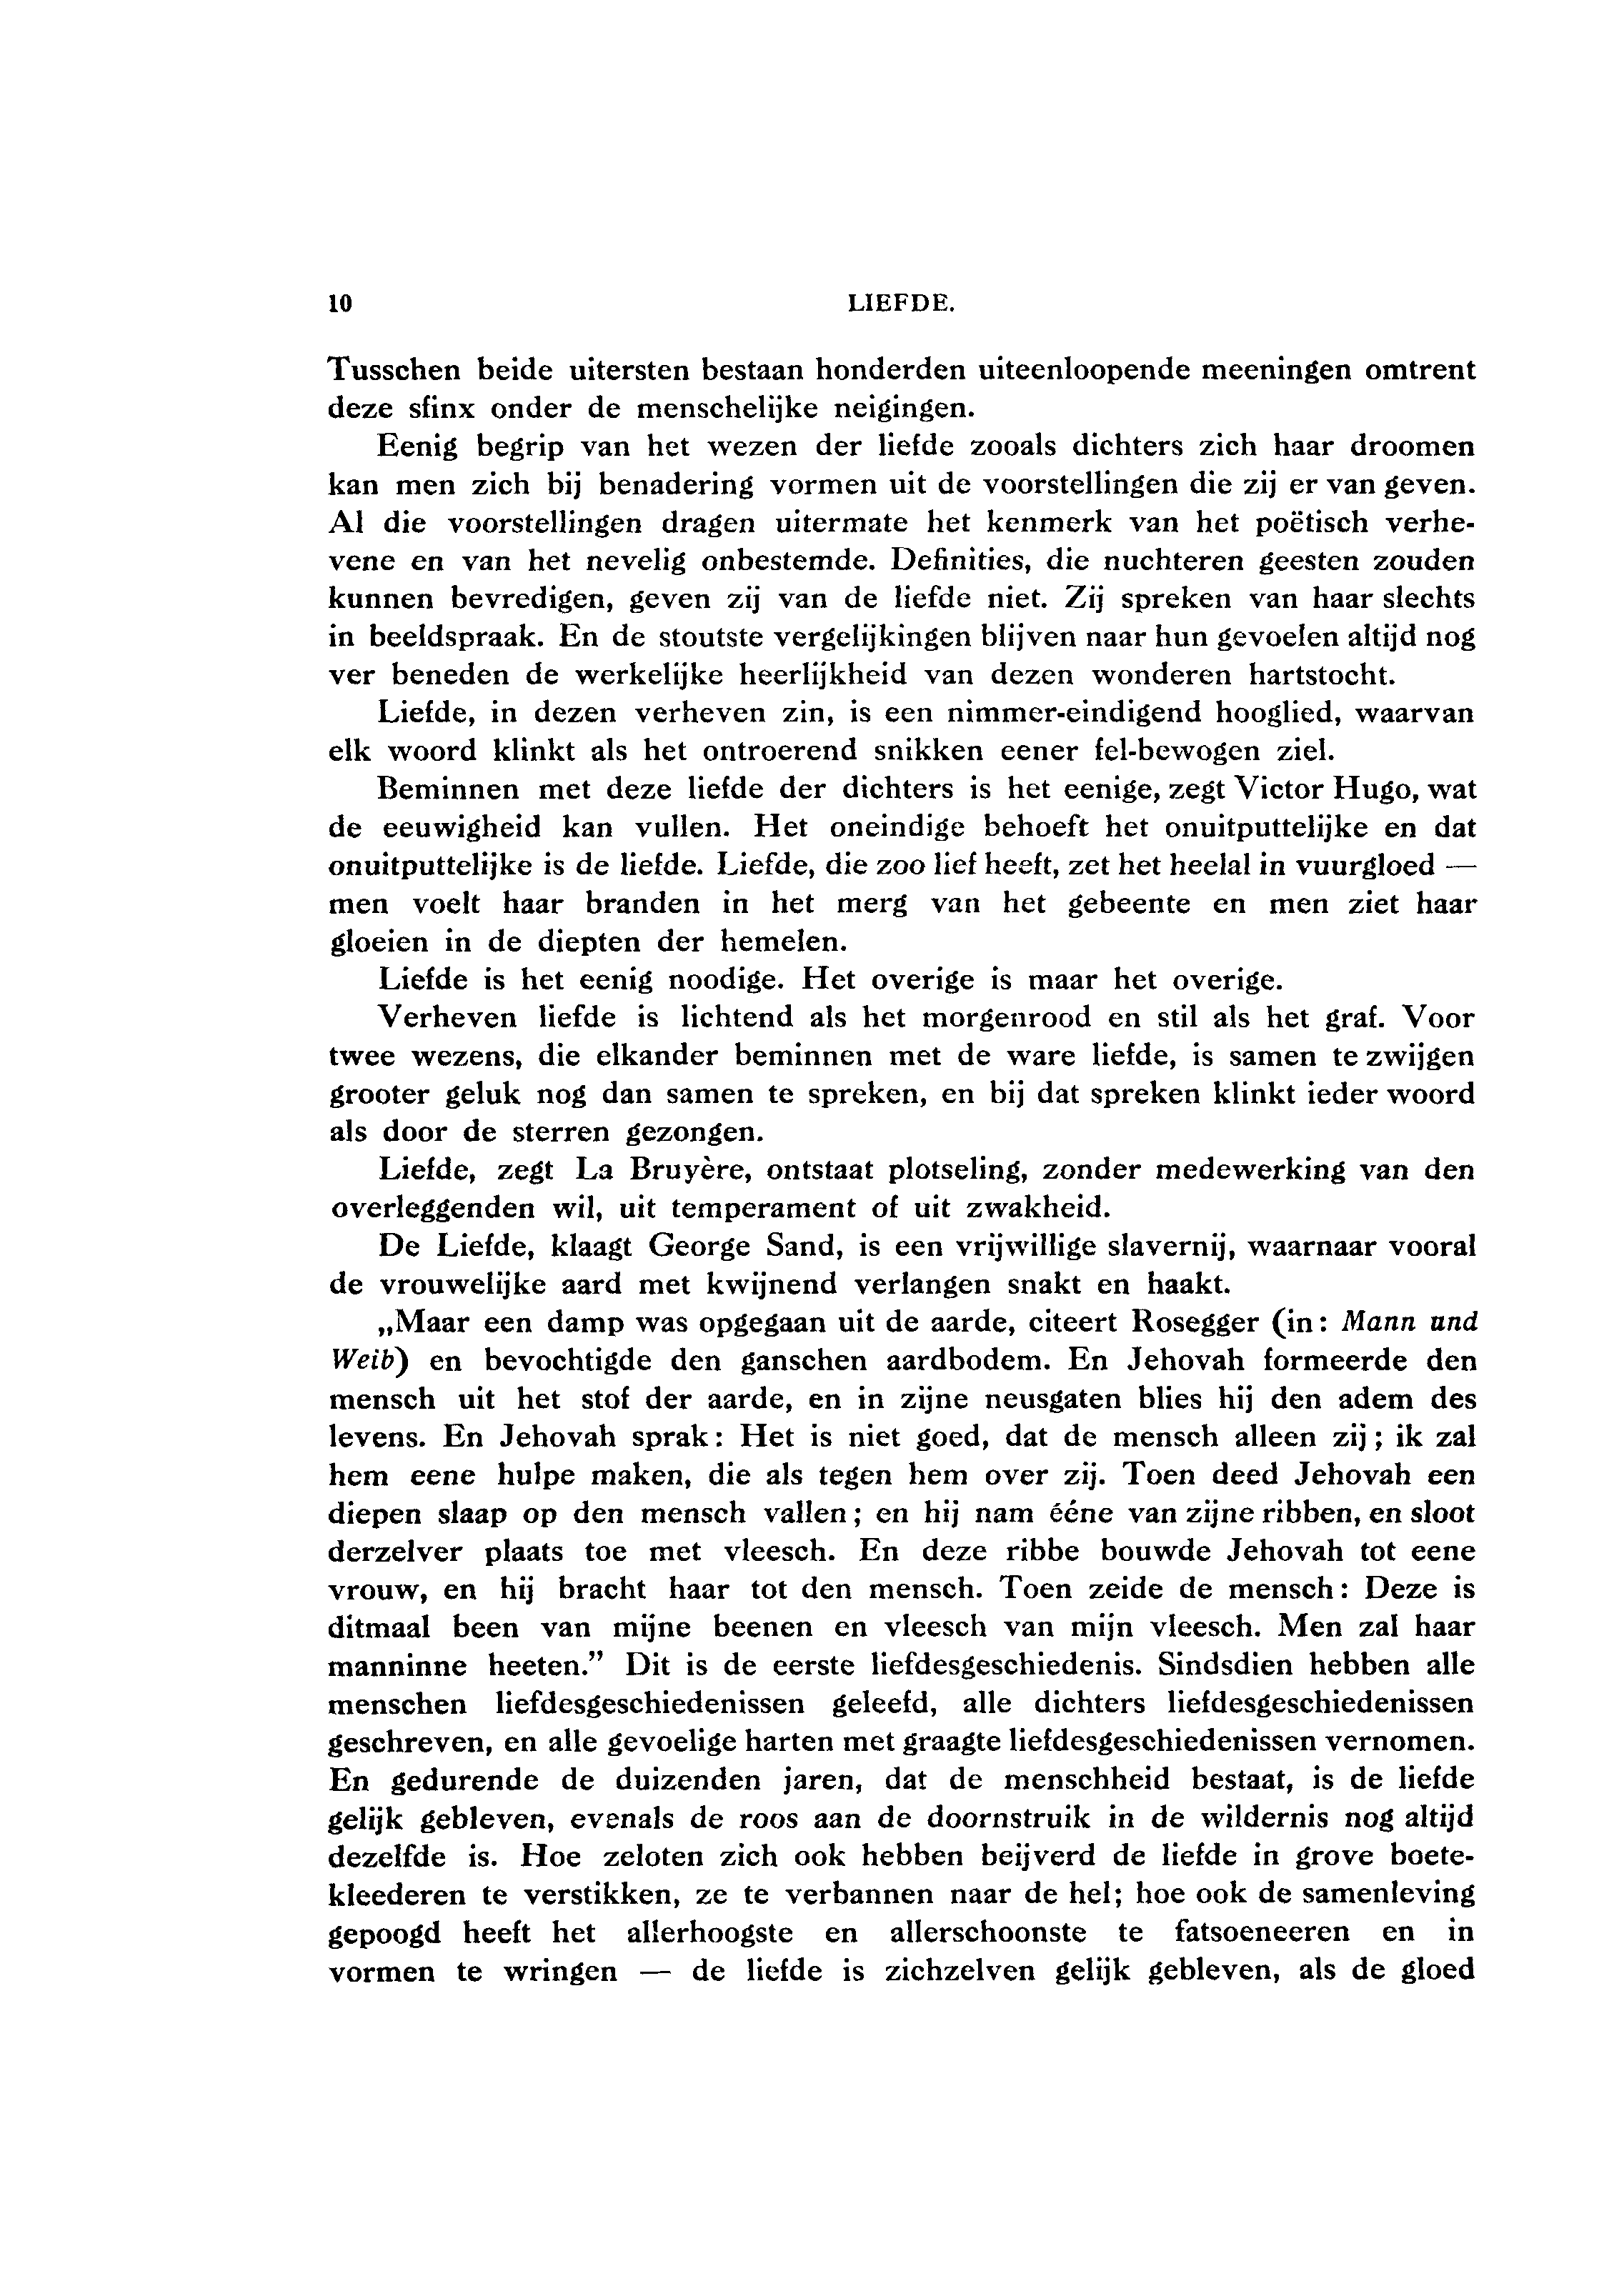 10 LIEFDE.
Tusschen beide uitersten bestaan honderden uiteenloopende meeningen omtrent
deze sfinx onder de menschelijke neigingen.
Eenig begrip van het wezen der liefde zooals dichters zich haar droomen
kan men zich bij benadering vormen uit de voorstellingen die zij er van geven.
Al die voorstellingen dragen uitermate het kenmerk van het poëtisch verhe-
vene en van het nevelig onbestemde. Definities, die nuchteren geesten zouden
kunnen bevredigen, geven zij van de liefde niet. Zij spreken van haar slechts
in beeldspraak. En de stoutste vergelijkingen blijven naar hun gevoelen altijd nog
ver beneden de werkelijke heerlijkheid van dezen wonderen hartstocht.
Liefde, in dezen verheven zin, is een nimmer-eindigend hooglied, waarvan
elk woord klinkt als het ontroerend snikken eener fel-bewogen ziel.
Beminnen met deze liefde der dichters is het eenige, zegt Victor Hugo, wat
de eeuwigheid kan vullen. Het oneindige behoeft het onuitputtelijke en dat
onuitputtelijke is de liefde. Liefde, die zoo lief heeft, zet het heelal in vuurgloed —
men voelt haar branden in het merg van het gebeente en men ziet haar
gloeien in de diepten der hemelen.
Liefde is het eenig noodige. Het overige is maar het overige.
Verheven liefde is lichtend als het morgenrood en stil als het graf. Voor
twee wezens, die elkander beminnen met de ware liefde, is samen te zwijgen
grooter geluk nog dan samen te spreken, en bij dat spreken klinkt ieder woord
als door de sterren gezongen.
Liefde, zegt La Bruyère, ontstaat plotseling, zonder medewerking van den
overleggenden wil, uit temperament of uit zwakheid.
De Liefde, klaagt George Sand, is een vrijwillige slavernij, waarnaar vooral
de vrouwelijke aard met kwijnend verlangen snakt en haakt.
„Maar een damp was opgegaan uit de aarde, citeert Rosegger (in: Mann und
Weib) en bevochtigde den ganschen aardbodem. En Jehovah formeerde den
mensch uit het stof der aarde, en in zijne neusgaten blies hij den adem des
levens. En Jehovah sprak: Het is niet goed, dat de mensch alleen zij; ik zal
hem eene hulpe maken, die als tegen hem over zij. Toen deed Jehovah een
diepen slaap op den mensch vallen; en hij nam ééne van zijne ribben, en sloot
derzelver plaats toe met vleesch. En deze ribbe bouwde Jehovah tot eene
vrouw, en hij bracht haar tot den mensch. Toen zeide de mensch: Deze is
ditmaal been van mijne beenen en vleesch van mijn vleesch. Men zal haar
manninne heeten.” Dit is de eerste liefdesgeschiedenis. Sindsdien hebben alle
menschen liefdesgeschiedenissen geleefd, alle dichters liefdesgeschiedenissen
geschreven, en alle gevoelige harten met graagte liefdesgeschiedenissen vernomen.
En gedurende de duizenden jaren, dat de menschheid bestaat, is de liefde
gelijk gebleven, evenals de roos aan de doornstruik in de wildernis nog altijd
dezelfde is. Hoe zeloten zich ook hebben beijverd de liefde in grove boete-
kleederen te verstikken, ze te verbannen naar de hel; hoe ook de samenleving
gepoogd heeft het allerhoogste en allerschoonste te fatsoeneeren en in
vormen te wringen — de liefde is zichzelven gelijk gebleven, als de gloed